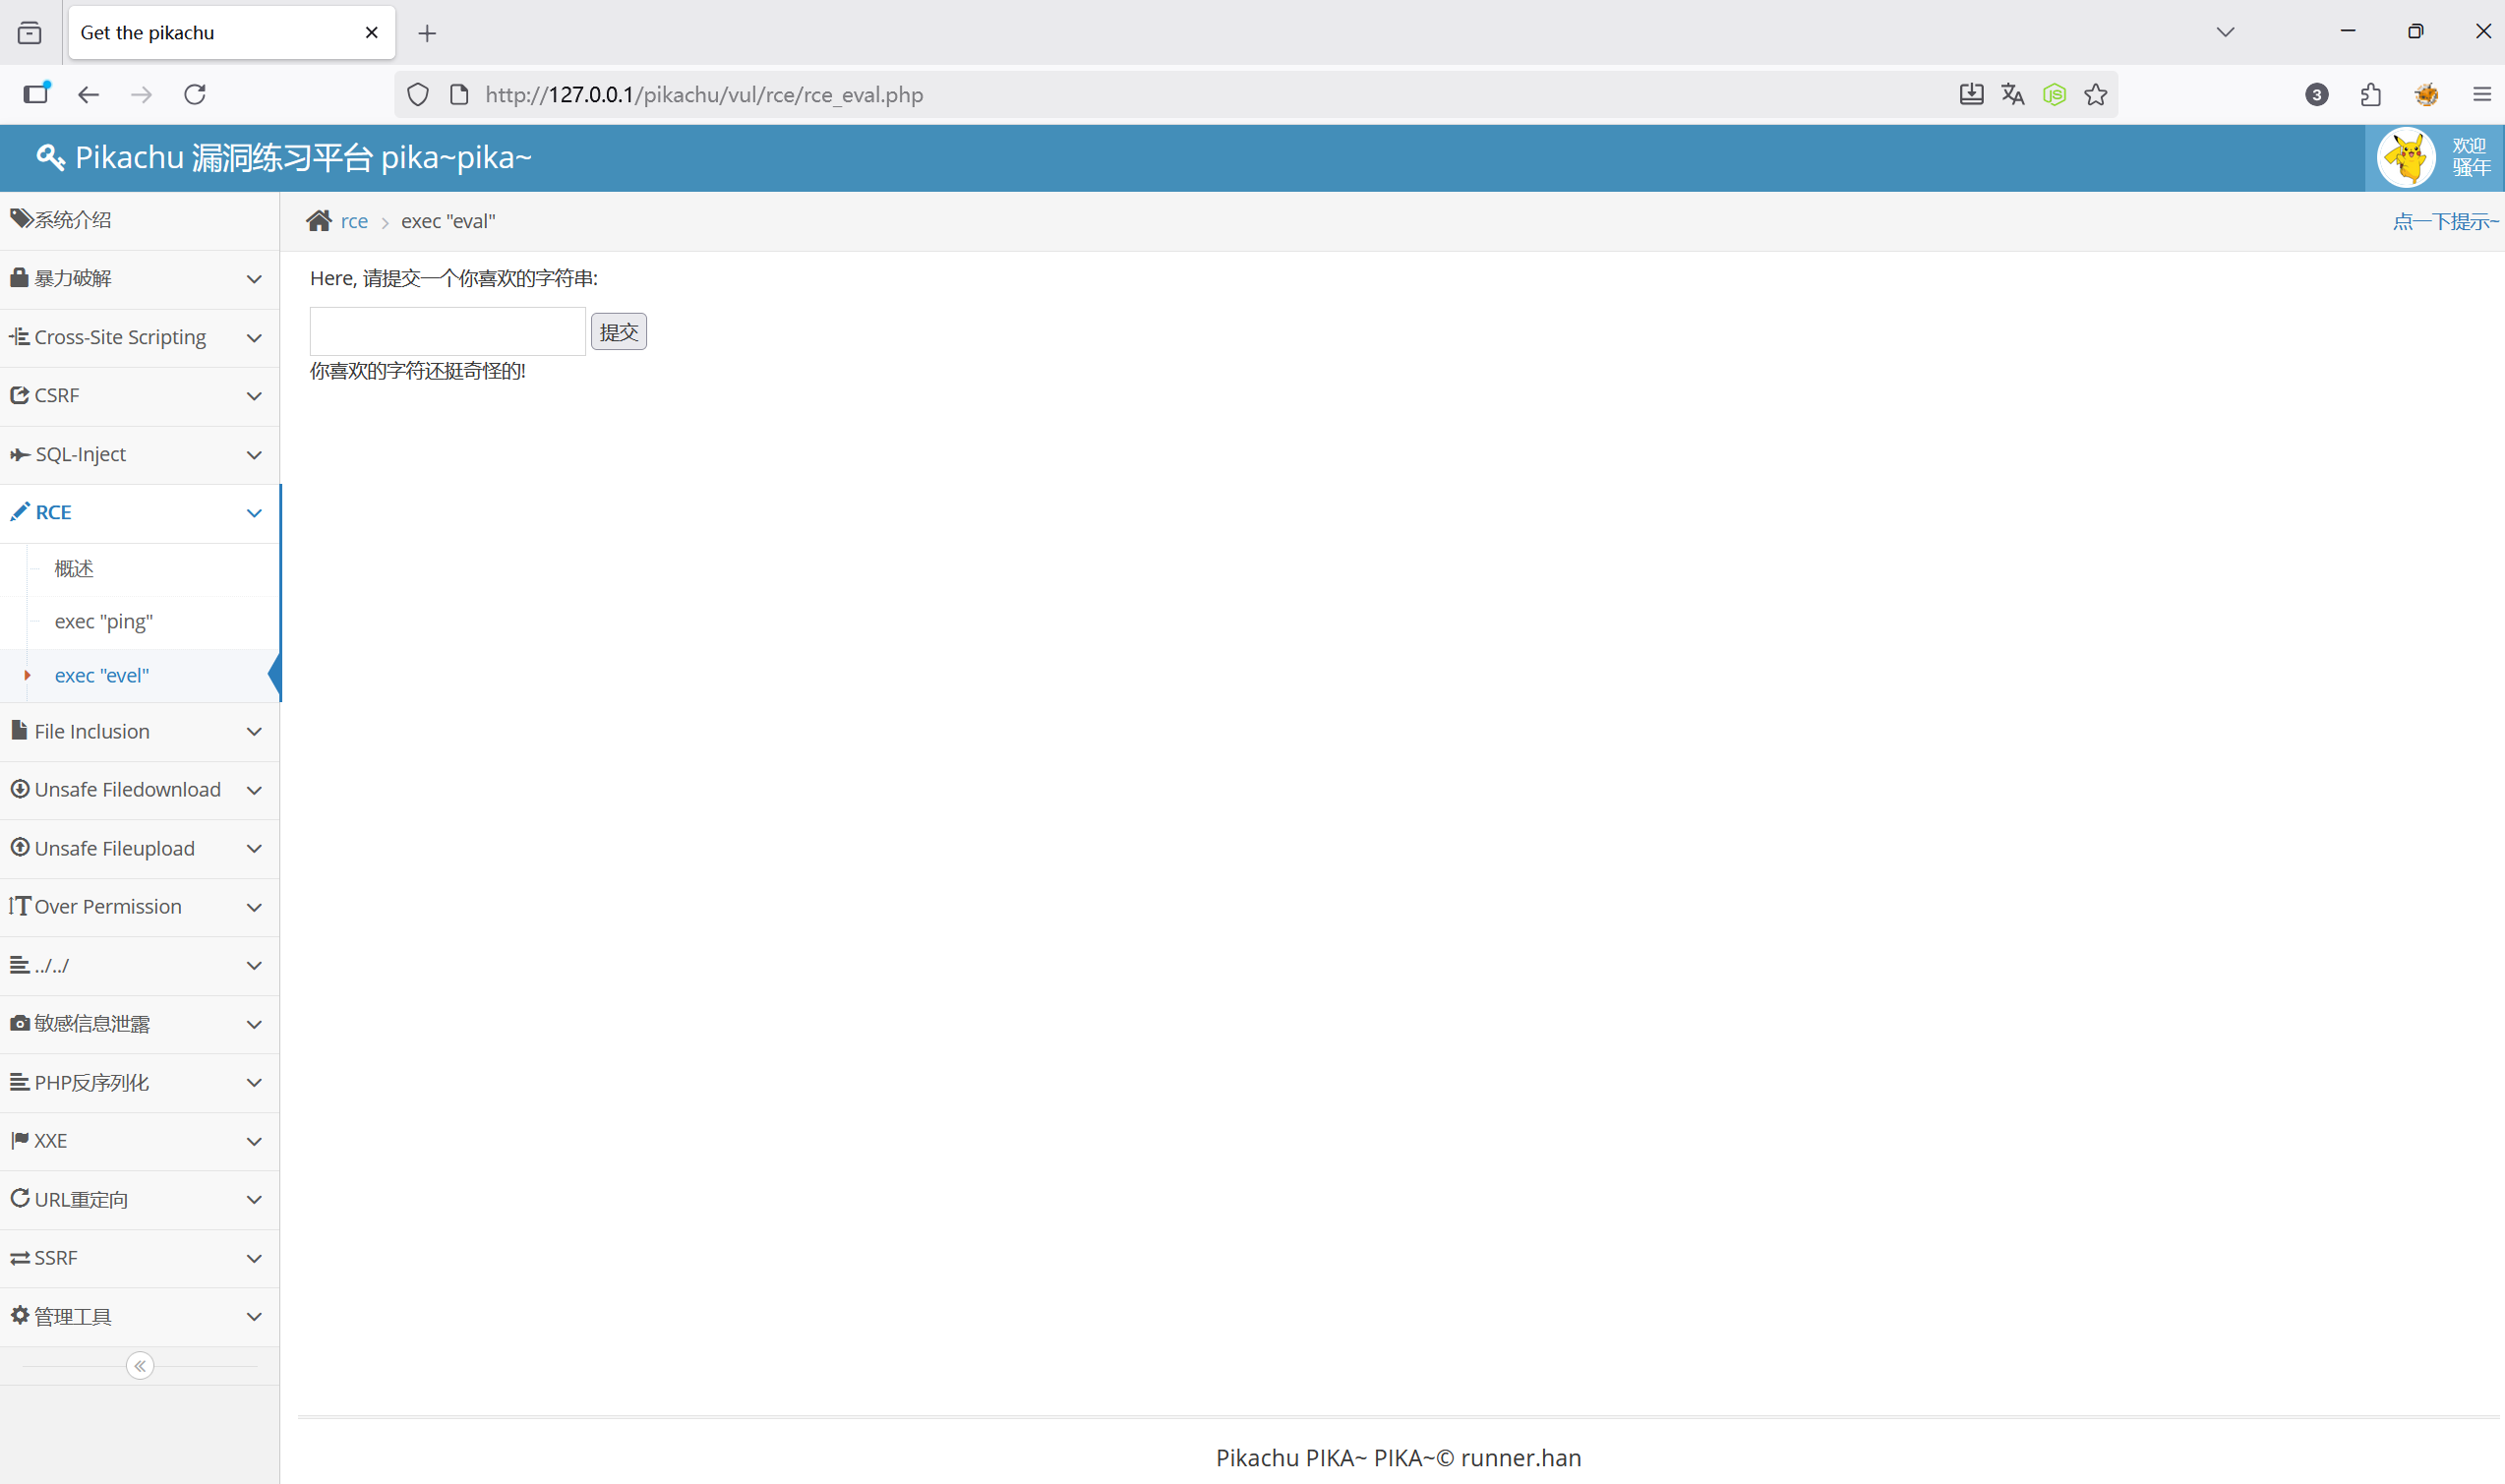 Get the pikachu
http://127.0.0.1/pikachu/vul/rce/rce_eval.php
3
Pikachu 漏洞练习平台 pika~pika~
欢迎
骚年
系统介绍
暴力破解
Cross-Site Scripting
CSRF
SQL-Inject
RCE
概述
exec "ping"
exec "evel"
File Inclusion
Unsafe Filedownload
Unsafe Fileupload
Over Permission
../../
敏感信息泄露
PHP反序列化
XXE
URL重定向
SSRF
管理工具
rce > exec "eval"
点一下提示~
Here, 请提交一个你喜欢的字符串:
提交
你喜欢的字符还挺奇怪的!
Pikachu PIKA~ PIKA~© runner.han